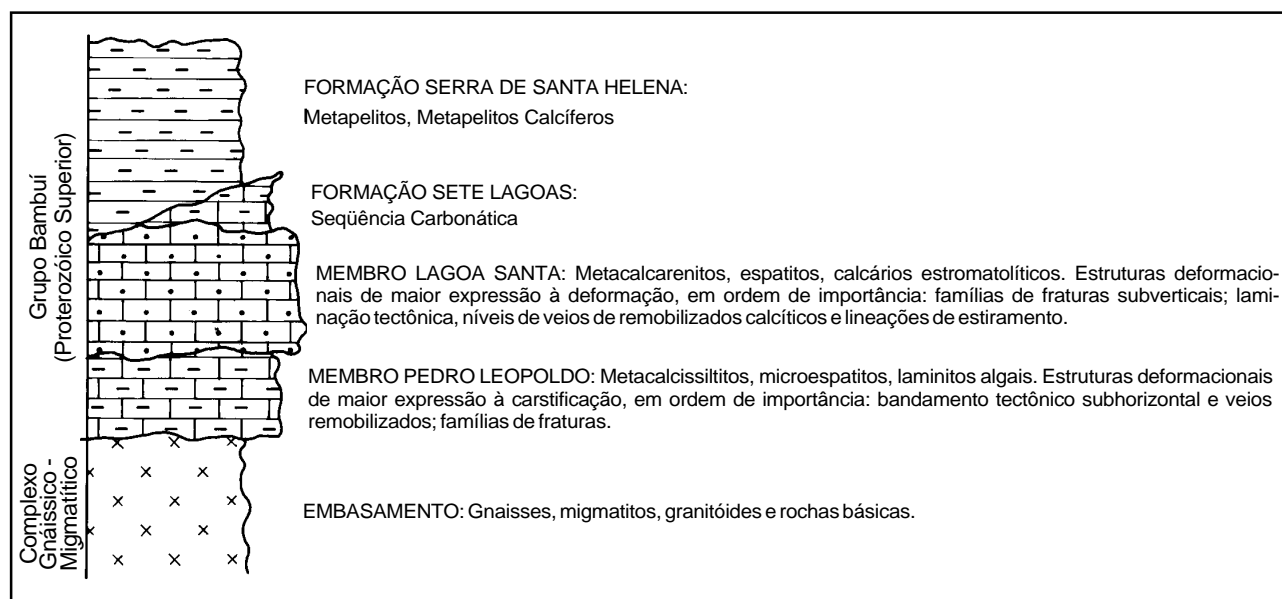 Grupo Bambuí
(Proterozóico Superior)
Complexo
Gnáissico -
Migmatítico
FORMAÇÃO SERRA DE SANTA HELENA:
Metapelitos, Metapelitos Calcíferos
FORMAÇÃO SETE LAGOAS:
Seqüência Carbonática
MEMBRO LAGOA SANTA: Metacalcarenitos, espatitos, calcários estromatolíticos. Estruturas deformacio-
nais de maior expressão à deformação, em ordem de importância: famílias de fraturas subverticais; lami-
nação tectônica, níveis de veios de remobilizados calcíticos e lineações de estiramento.
MEMBRO PEDRO LEOPOLDO: Metacalcissiltitos, microespatitos, laminitos algais. Estruturas deformacionais
de maior expressão à carstificação, em ordem de importância: bandamento tectônico subhorizontal e veios
remobilizados; famílias de fraturas.
EMBASAMENTO: Gnaisses, migmatitos, granitóides e rochas básicas.